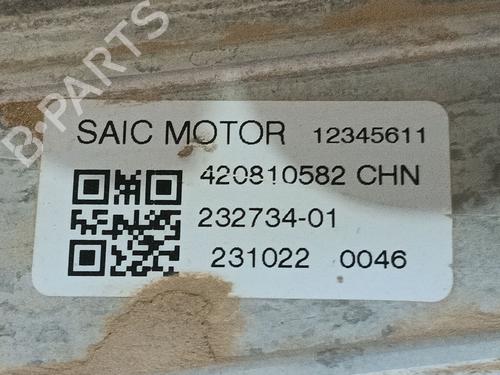 B-PARTS
SAIC MOTOR 12345611
420810582 CHN
232734-01
231022 0046